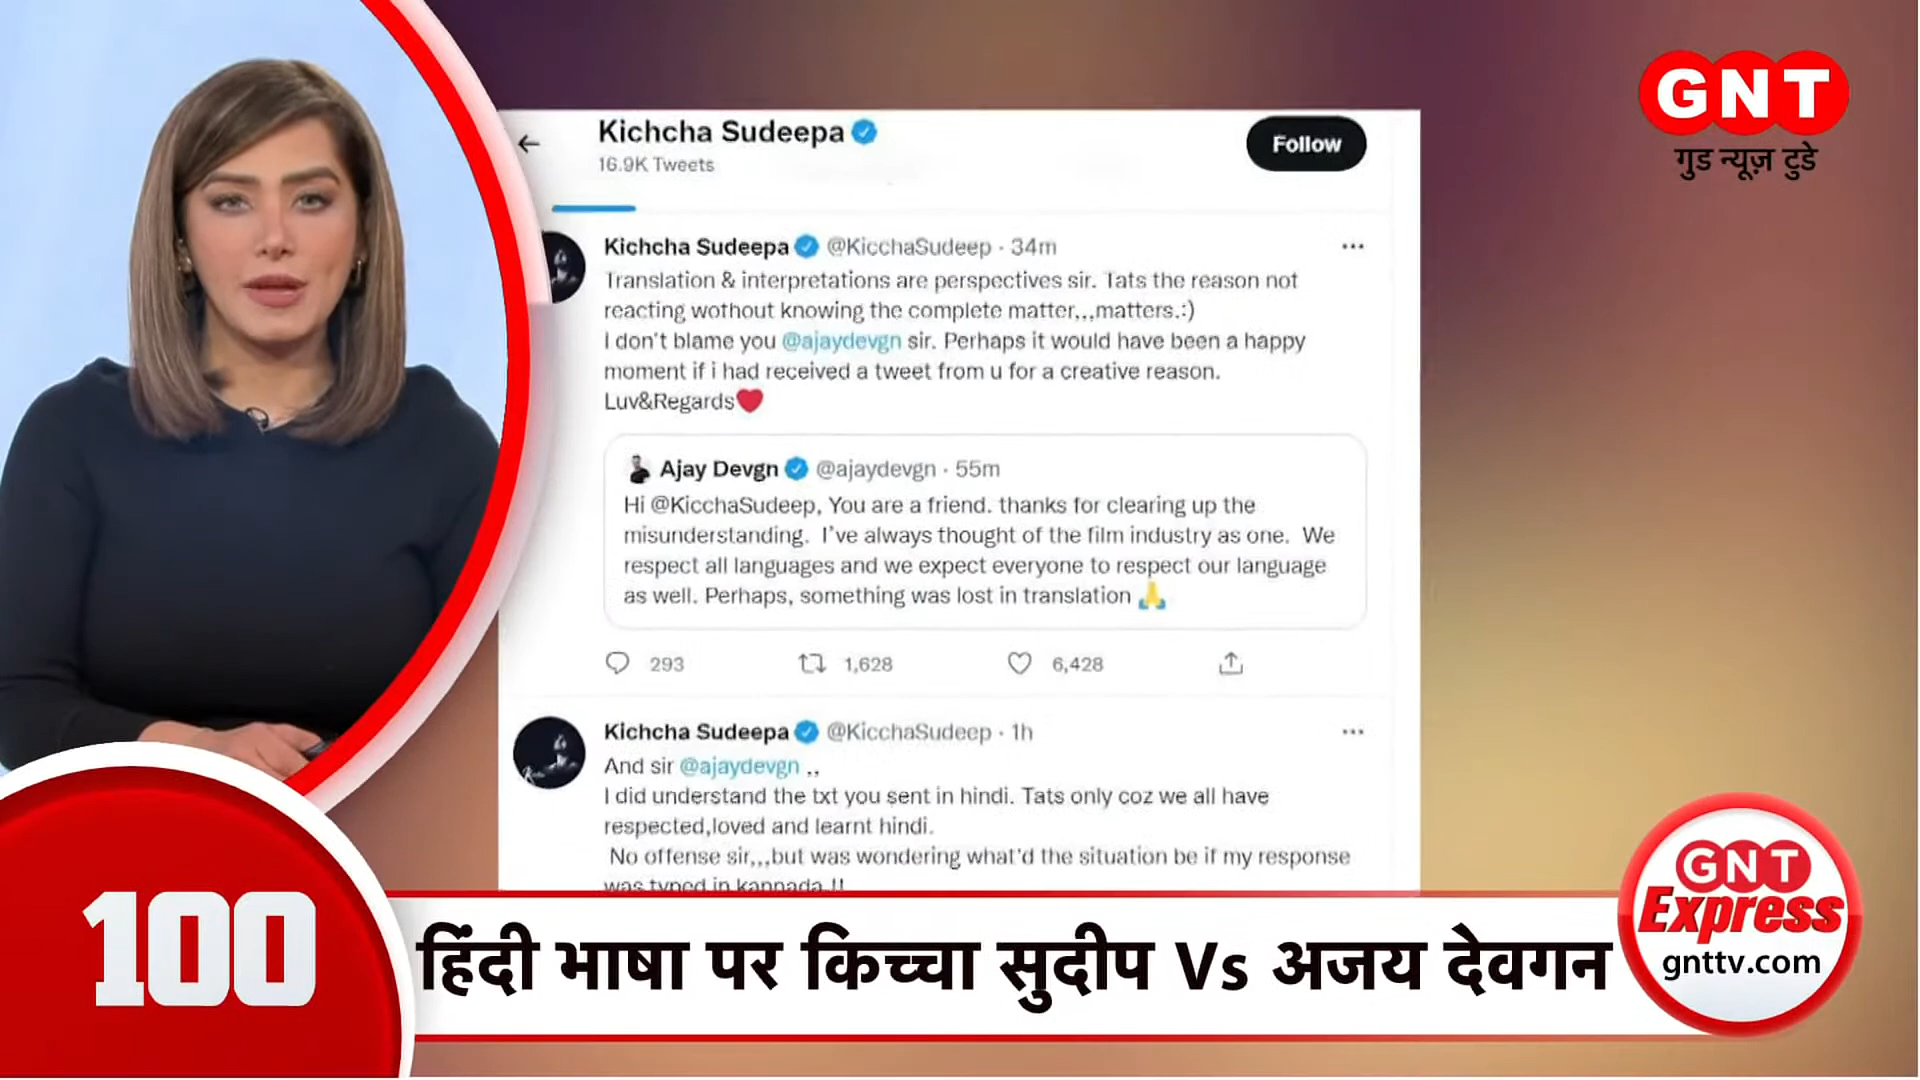 GNT
गुड न्यूज़ टुडे
Kichcha Sudeepa
16.9K Tweets
Follow
Kichcha Sudeepa @KicchaSudeep · 34m
Translation & interpretations are perspectives sir. Tats the reason not
reacting wothout knowing the complete matter,,,matters.:)
I don't blame you @ajaydevgn sir. Perhaps it would have been a happy
moment if i had received a tweet from u for a creative reason.
Luv&Regards❤️
Ajay Devgn @ajaydevgn · 55m
Hi @KicchaSudeep, You are a friend. thanks for clearing up the
misunderstanding. I've always thought of the film industry as one. We
respect all languages and we expect everyone to respect our language
as well. Perhaps, something was lost in translation 🙏
293 1,628 6,428
Kichcha Sudeepa @KicchaSudeep · 1h
And sir @ajaydevgn ,,
I did understand the txt you sent in hindi. Tats only coz we all have
respected,loved and learnt hindi.
No offense sir,,,but was wondering what'd the situation be if my response
was typed in kannada.!!
100
हिंदी भाषा पर किच्चा सुदीप Vs अजय देवगन
GNT
Express
gnttv.com